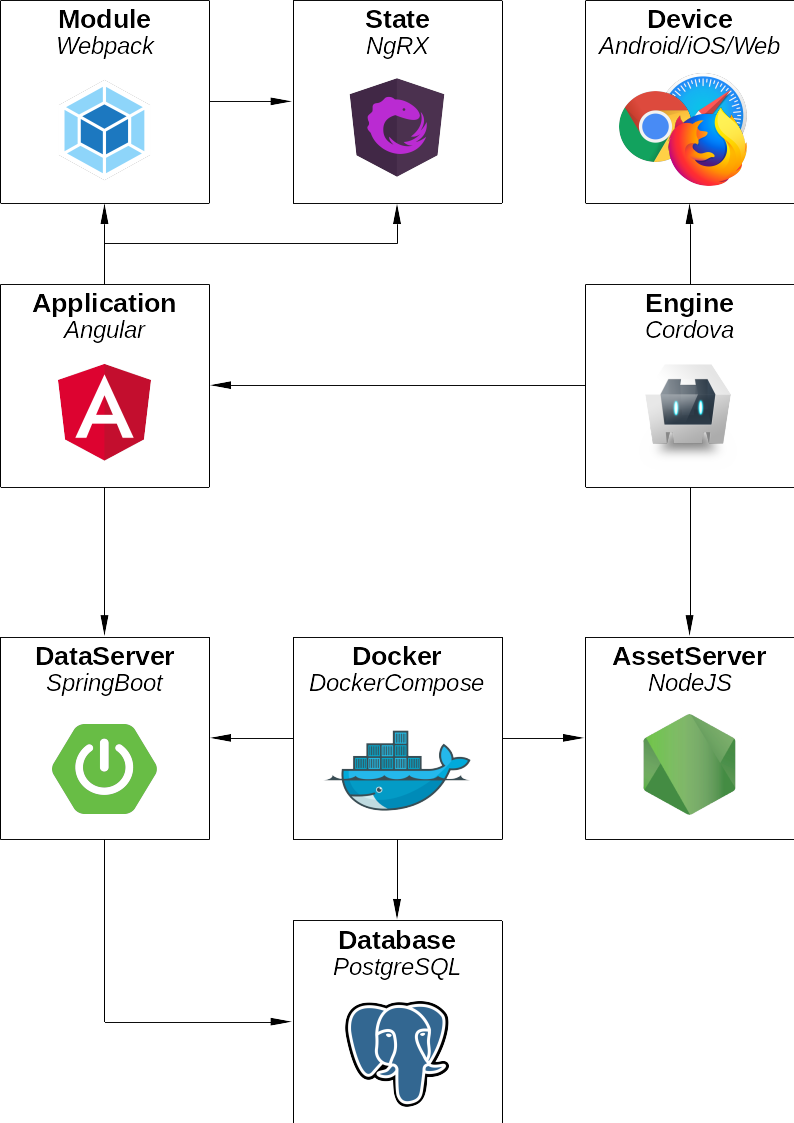 Module
Webpack
State
NgRX
Device
Android/iOS/Web
Application
Angular
Engine
Cordova
DataServer
SpringBoot
Docker
DockerCompose
AssetServer
NodeJS
Database
PostgreSQL